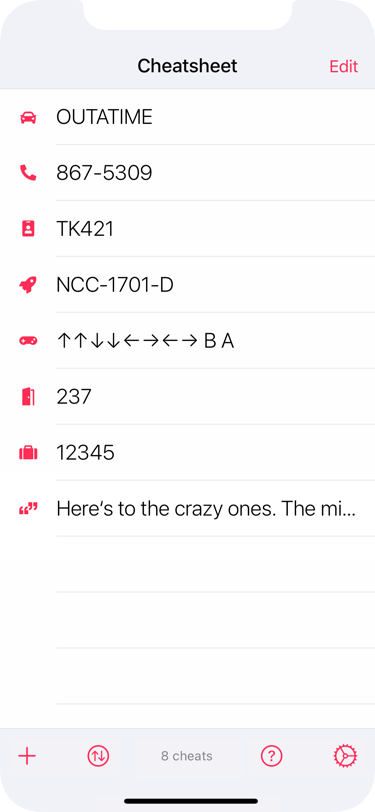 Cheatsheet
Edit
OUTATIME
867-5309
TK421
NCC-1701-D
↑↑↓↓←→←→ B A
237
12345
Here’s to the crazy ones. The mi...
8 cheats